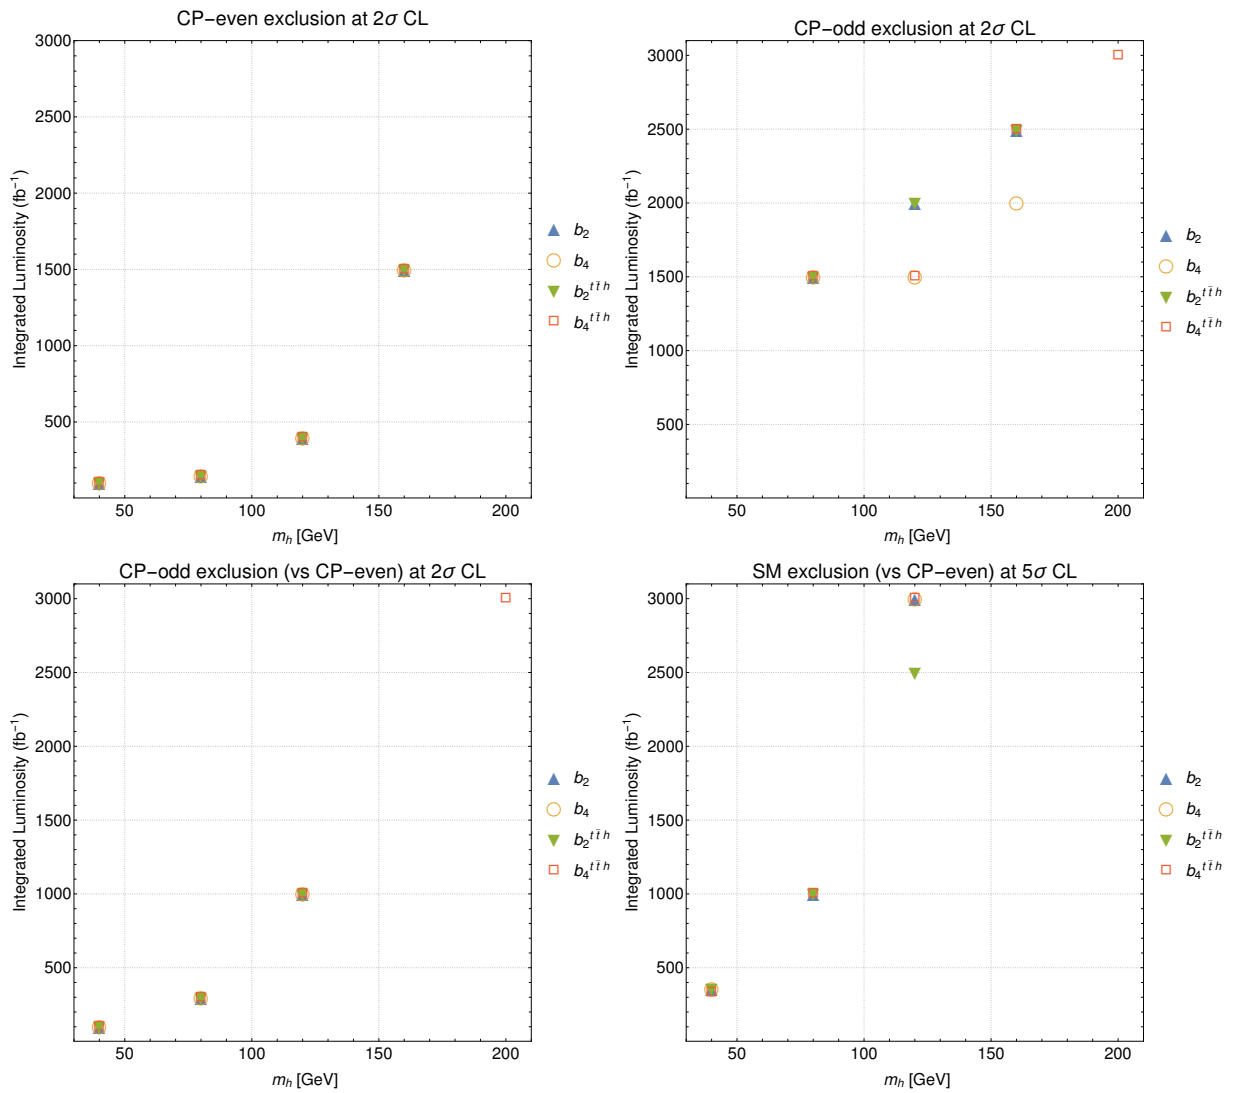 CP−even exclusion at 2σ CL
3000
2500
2000
1500
1000
500
50 100 150 200
Integrated Luminosity (fb⁻¹)
m_h [GeV]
b₂
b₄
b₂^{tt̄h}
b₄^{tt̄h}
CP−odd exclusion at 2σ CL
3000
2500
2000
1500
1000
500
50 100 150 200
Integrated Luminosity (fb⁻¹)
m_h [GeV]
b₂
b₄
b₂^{tt̄h}
b₄^{tt̄h}
CP−odd exclusion (vs CP−even) at 2σ CL
3000
2500
2000
1500
1000
500
50 100 150 200
Integrated Luminosity (fb⁻¹)
m_h [GeV]
b₂
b₄
b₂^{tt̄h}
b₄^{tt̄h}
SM exclusion (vs CP−even) at 5σ CL
3000
2500
2000
1500
1000
500
50 100 150 200
Integrated Luminosity (fb⁻¹)
m_h [GeV]
b₂
b₄
b₂^{tt̄h}
b₄^{tt̄h}